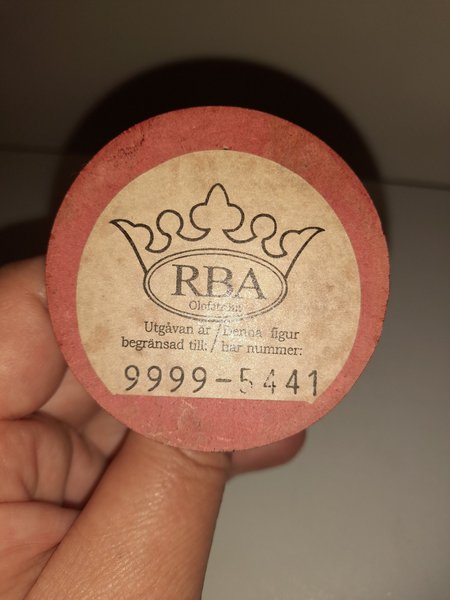 RBA
Olofström
Utgåvan är / Denna figur
begränsad till: / har nummer:
9999-5441